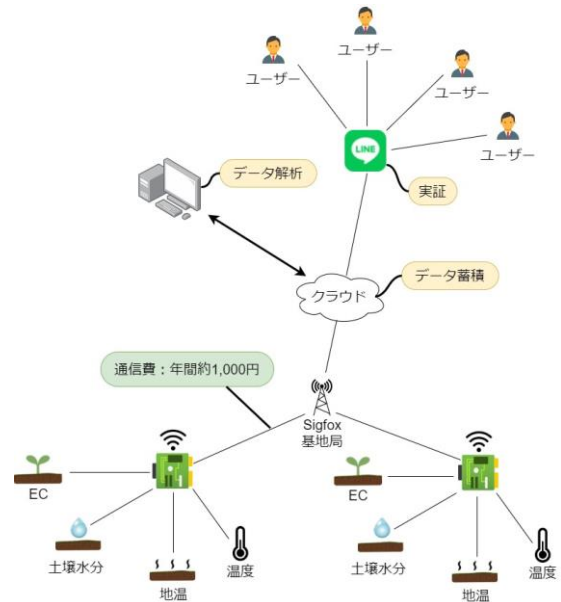 ユーザー
ユーザー
ユーザー
ユーザー
LINE
データ解析
実証
データ蓄積
クラウド
通信費：年間約1,000円
Sigfox
基地局
EC
土壌水分
地温
温度
EC
土壌水分
地温
温度